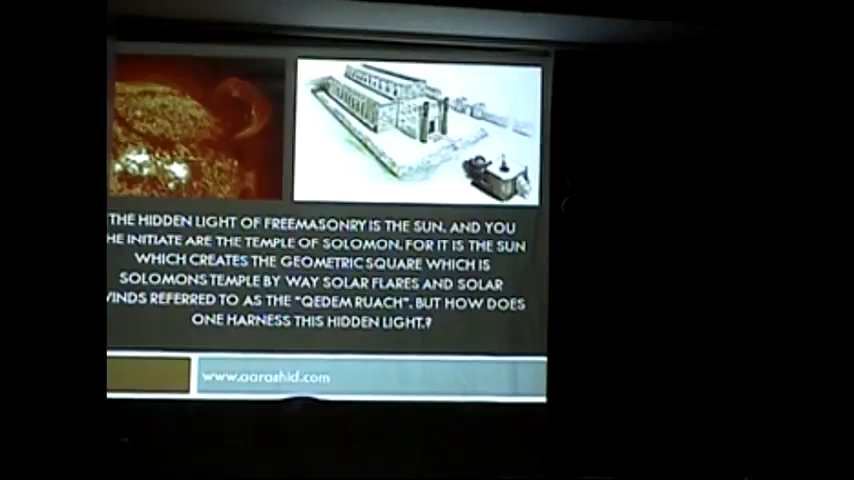 THE HIDDEN LIGHT OF FREEMASONRY IS THE SUN. AND YOU
HE INITIATE ARE THE TEMPLE OF SOLOMON. FOR IT IS THE SUN
WHICH CREATES THE GEOMETRIC SQUARE WHICH IS
SOLOMONS TEMPLE BY WAY SOLAR FLARES AND SOLAR
INDS REFERRED TO AS THE "QEDEM RUACH". BUT HOW DOES
ONE HARNESS THIS HIDDEN LIGHT.?
www.aarashid.com